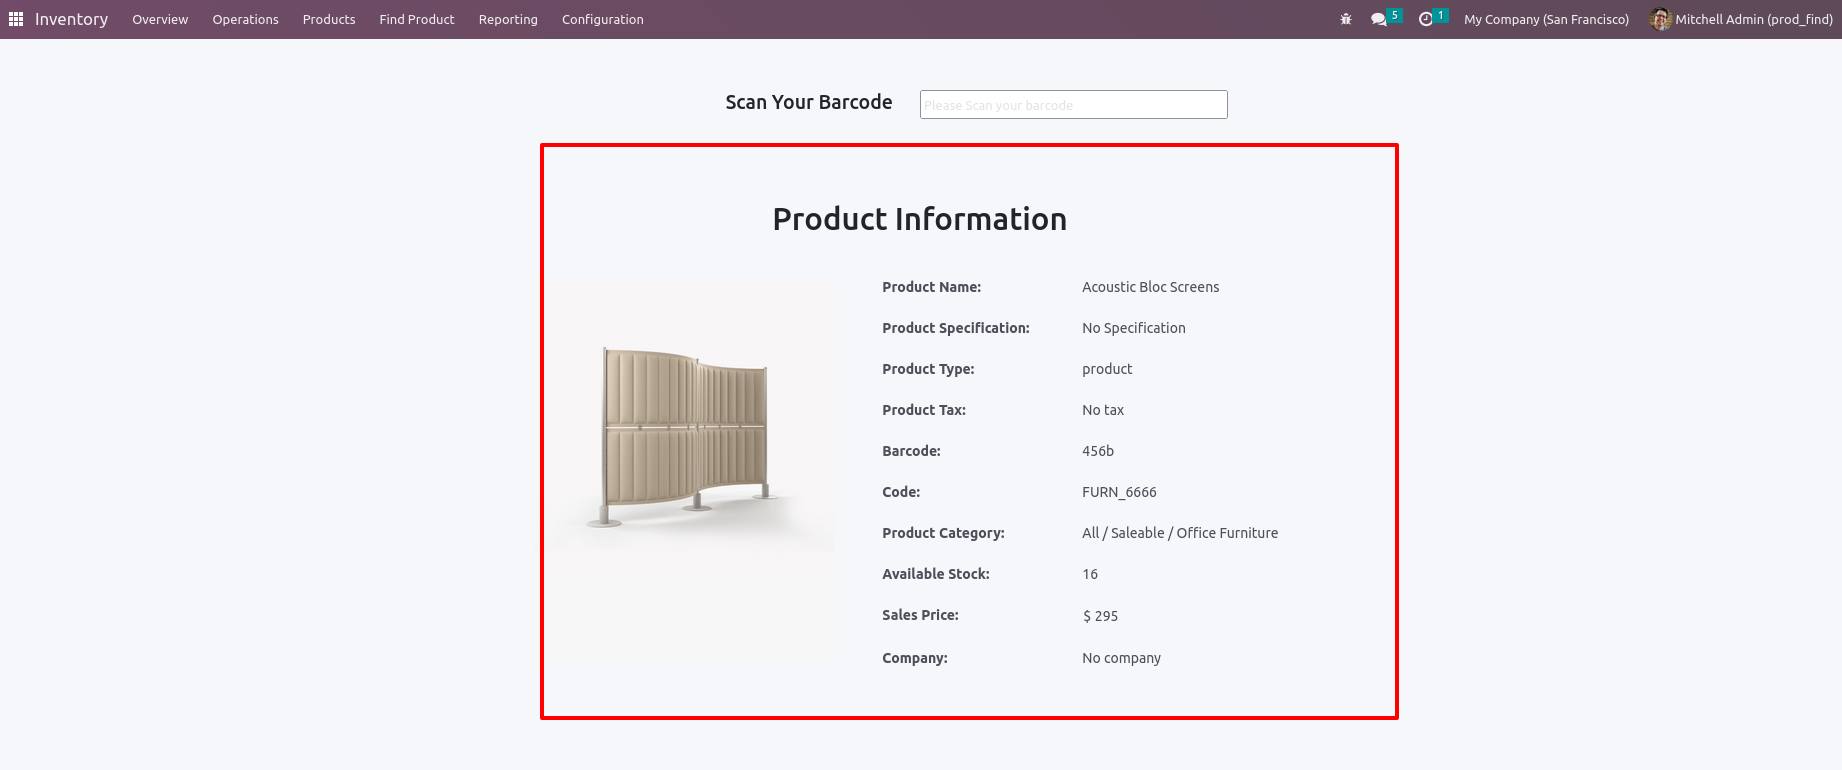 Inventory Overview Operations Products Find Product Reporting Configuration 5 1 My Company (San Francisco) Mitchell Admin (prod_find)
Scan Your Barcode Please Scan your barcode
Product Information
Product Name: Acoustic Bloc Screens
Product Specification: No Specification
Product Type: product
Product Tax: No tax
Barcode: 456b
Code: FURN_6666
Product Category: All / Saleable / Office Furniture
Available Stock: 16
Sales Price: $ 295
Company: No company